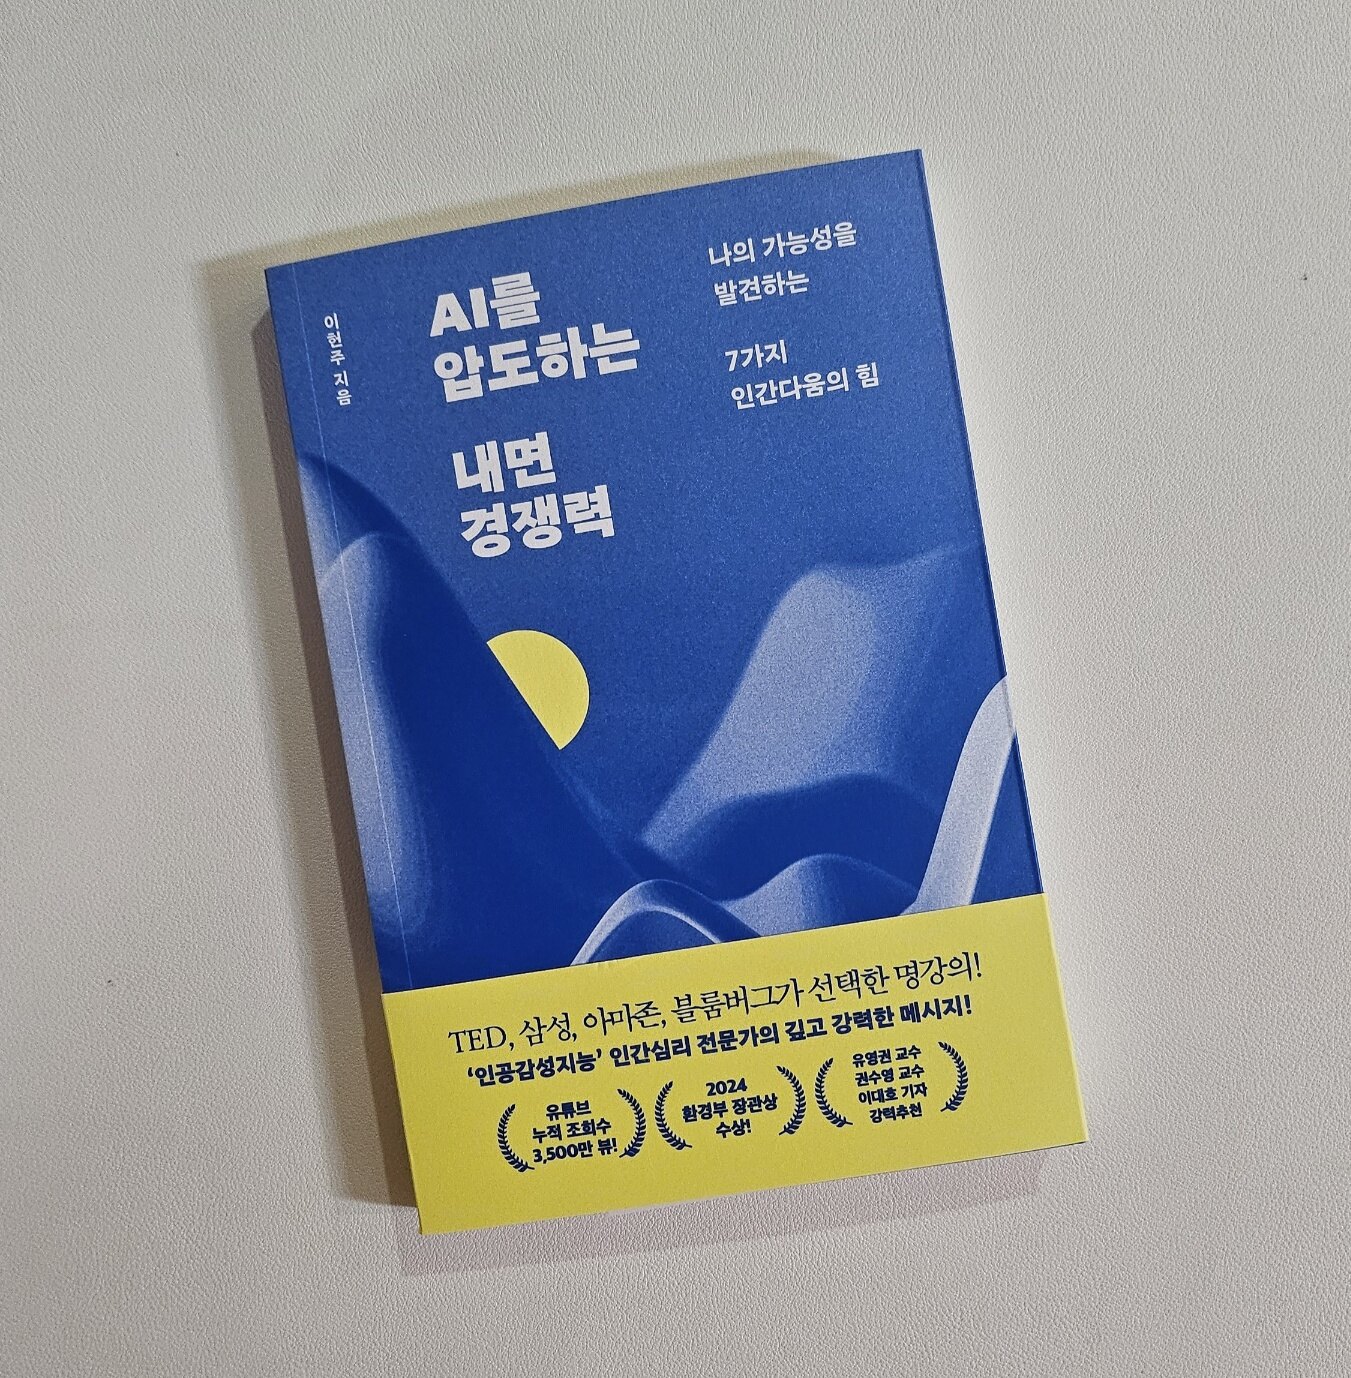 이헌주 지음
AI를
압도하는
내면
경쟁력
나의 가능성을
발견하는
7가지
인간다움의 힘
TED, 삼성, 아마존, 블룸버그가 선택한 명강의!
‘인공감성지능’ 인간심리 전문가의 깊고 강력한 메시지!
유튜브
누적 조회수
3,500만 뷰!
2024
환경부 장관상
수상!
유영권 교수
권수영 교수
이대호 기자
강력추천